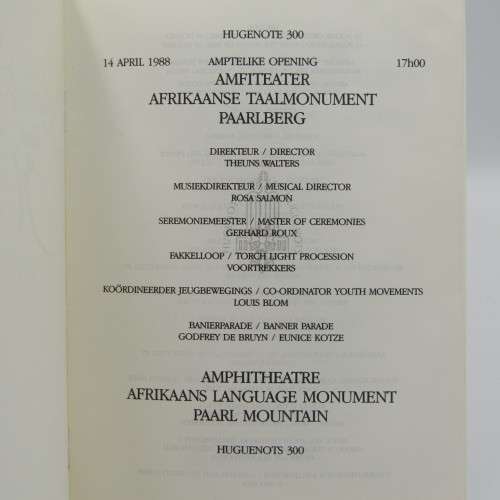 HUGENOTE 300
14 APRIL 1988 AMPTELIKE OPENING 17h00
AMFITEATER
AFRIKAANSE TAALMONUMENT
PAARLBERG
DIREKTEUR / DIRECTOR
THEUNS WALTERS
MUSIEKDIREKTEUR / MUSICAL DIRECTOR
ROSA SALMON
SEREMONIEMEESTER / MASTER OF CEREMONIES
GERHARD ROUX
FAKKELLOOP / TORCH LIGHT PROCESSION
VOORTREKKERS
KOÖRDINEERDER JEUGBEWEGINGS / CO-ORDINATOR YOUTH MOVEMENTS
LOUIS BLOM
BANIERPARADE / BANNER PARADE
GODFREY DE BRUYN / EUNICE KOTZE
AMPHITHEATRE
AFRIKAANS LANGUAGE MONUMENT
PAARL MOUNTAIN
HUGUENOTS 300